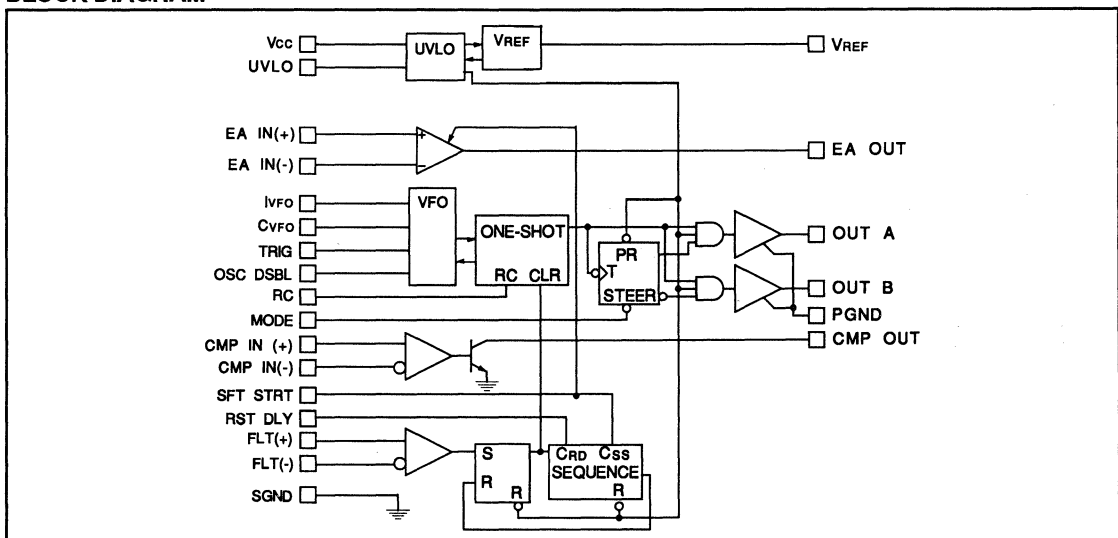 Vcc
UVLO
UVLO
VREF
VREF
EA IN(+)
+
EA IN(-)
−
EA OUT
IVFO
VFO
CVFO
ONE-SHOT
TRIG
OSC DSBL
RC CLR
RC
MODE
PR
T
STEER
OUT A
OUT B
PGND
CMP OUT
CMP IN (+)
CMP IN(-)
SFT STRT
RST DLY
FLT(+)
FLT(-)
S
R
R
CRD CSS
SEQUENCE
R
SGND